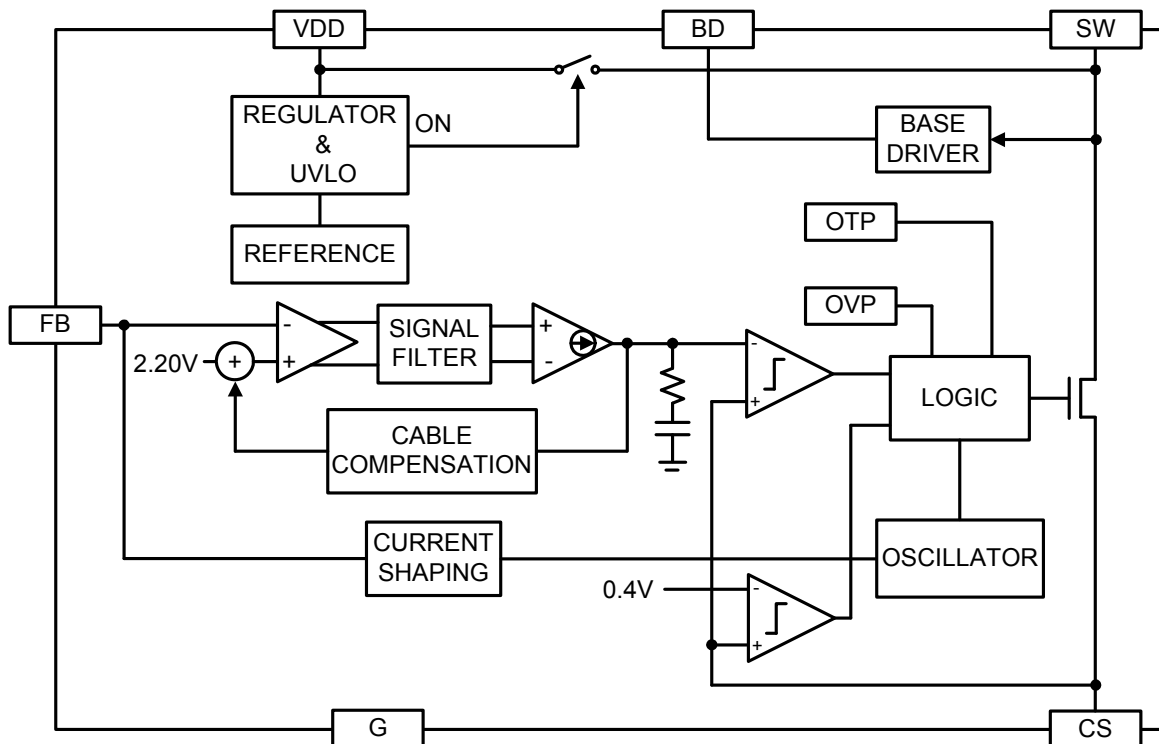 VDD
BD
SW
REGULATOR
&
UVLO
ON
BASE
DRIVER
REFERENCE
OTP
OVP
FB
-
+
2.20V
+
SIGNAL
FILTER
+
-
-
+
LOGIC
CABLE
COMPENSATION
CURRENT
SHAPING
OSCILLATOR
0.4V
-
+
G
CS